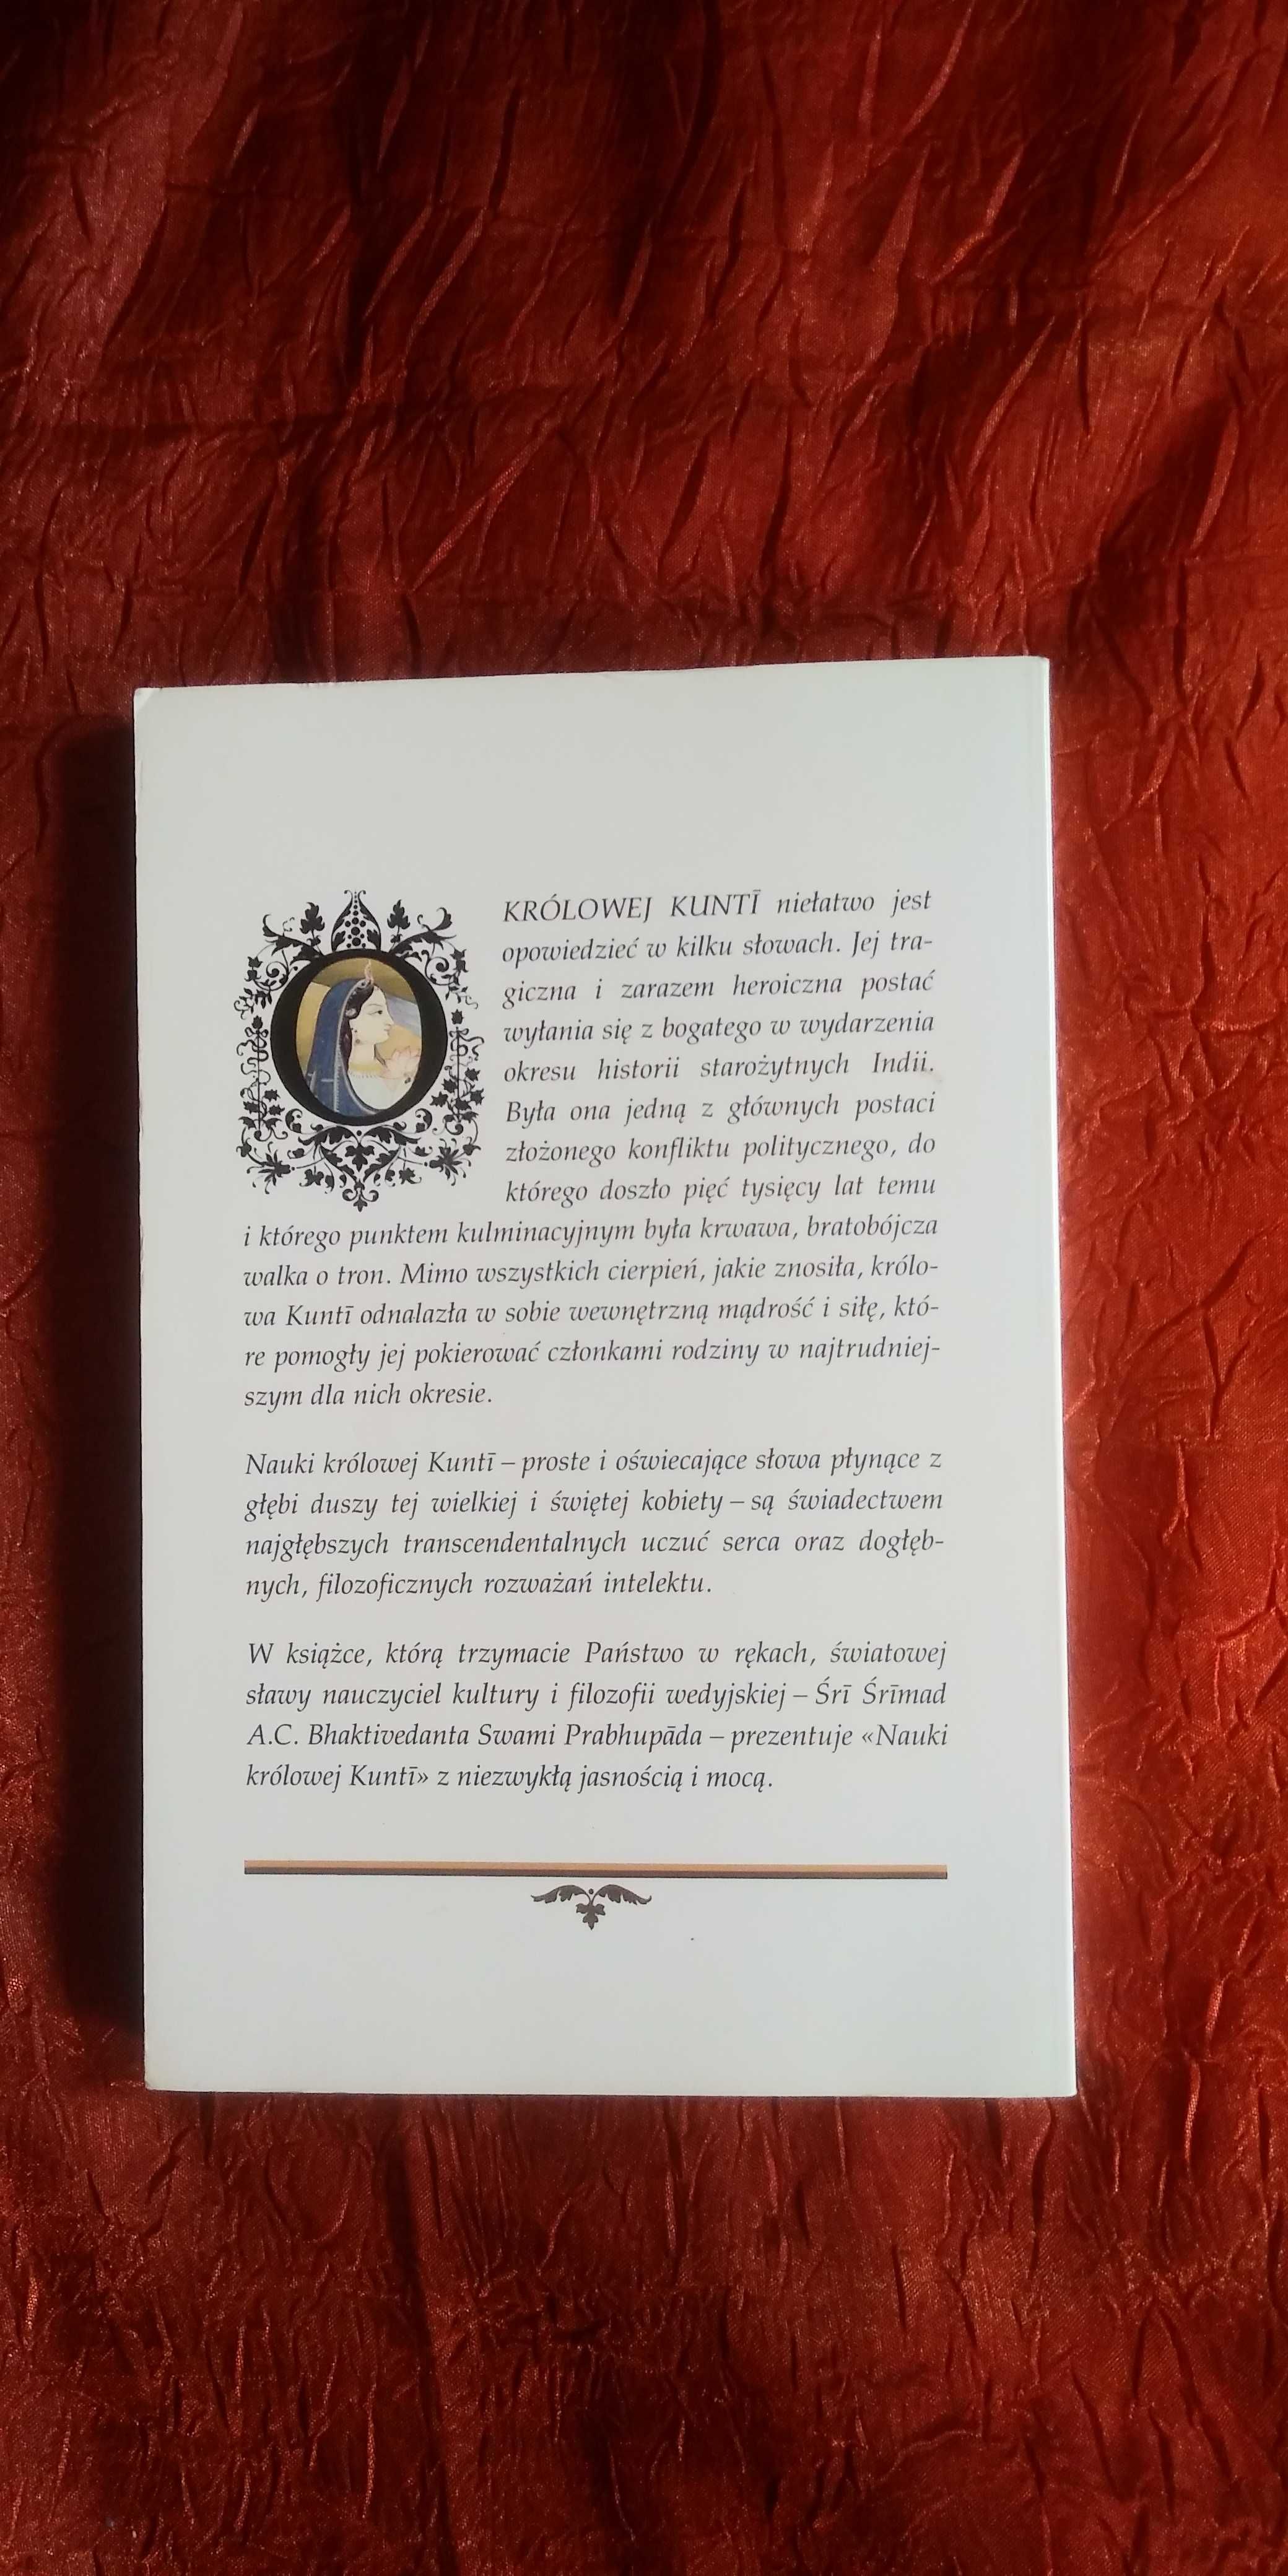 O KRÓLOWEJ KUNTĪ niełatwo jest
opowiedzieć w kilku słowach. Jej tra-
giczna i zarazem heroiczna postać
wyłania się z bogatego w wydarzenia
okresu historii starożytnych Indii.
Była ona jedną z głównych postaci
złożonego konfliktu politycznego, do
którego doszło pięć tysięcy lat temu
i którego punktem kulminacyjnym była krwawa, bratobójcza
walka o tron. Mimo wszystkich cierpień, jakie znosiła, królo-
wa Kuntī odnalazła w sobie wewnętrzną mądrość i siłę, któ-
re pomogły jej pokierować członkami rodziny w najtrudniej-
szym dla nich okresie.
Nauki królowej Kuntī – proste i oświecające słowa płynące z
głębi duszy tej wielkiej i świętej kobiety – są świadectwem
najgłębszych transcendentalnych uczuć serca oraz dogłęb-
nych, filozoficznych rozważań intelektu.
W książce, którą trzymacie Państwo w rękach, światowej
sławy nauczyciel kultury i filozofii wedyjskiej – Śrī Śrīmad
A.C. Bhaktivedanta Swami Prabhupāda – prezentuje «Nauki
królowej Kuntī» z niezwykłą jasnością i mocą.